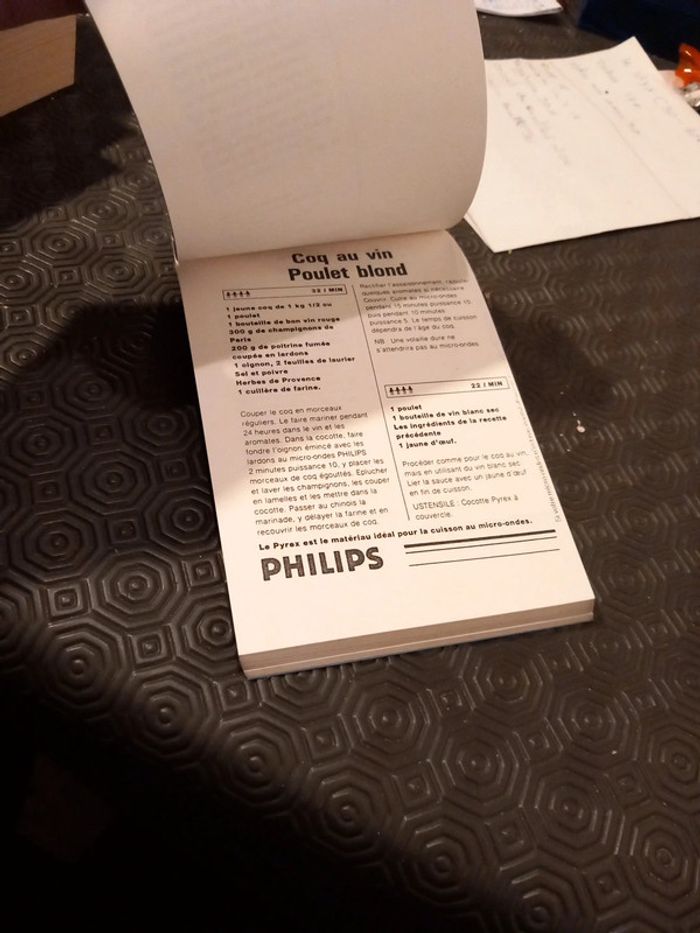 Coq au vin
Poulet blond
32 / MIN
1 jeune coq de 1 kg 1/2 ou
1 poulet
1 bouteille de bon vin rouge
300 g de champignons de
Paris
200 g de poitrine fumée
coupée en lardons
1 oignon, 2 feuilles de laurier
Sel et poivre
Herbes de Provence
1 cuillère de farine.
Couper le coq en morceaux
réguliers. Le faire mariner pendant
24 heures dans le vin et les
aromates. Dans la cocotte, faire
fondre l'oignon émincé avec les
lardons au micro-ondes PHILIPS
2 minutes puissance 10, y placer les
morceaux de coq égouttés. Eplucher
et laver les champignons, les couper
en lamelles et les mettre dans la
cocotte. Passer au chinois la
marinade, y délayer la farine et en
recouvrir les morceaux de coq.
Rectifier l'assaisonnement, rajouter
quelques aromates si nécessaire
Couvrir. Cuire au micro-ondes
pendant 15 minutes puissance 10,
puis pendant 10 minutes
puissance 5. Le temps de cuisson
dépendra de l'âge du coq.
NB : Une volaille dure ne
s'attendrira pas au micro-ondes
22 / MIN
1 poulet
1 bouteille de vin blanc sec
Les ingrédients de la recette
précédente
1 jaune d'œuf.
Procéder comme pour le coq au vin,
mais en utilisant du vin blanc sec.
Lier la sauce avec un jaune d'œuf
en fin de cuisson.
USTENSILE : Cocotte Pyrex à
couvercle.
Le Pyrex est le matériau idéal pour la cuisson au micro-ondes.
PHILIPS